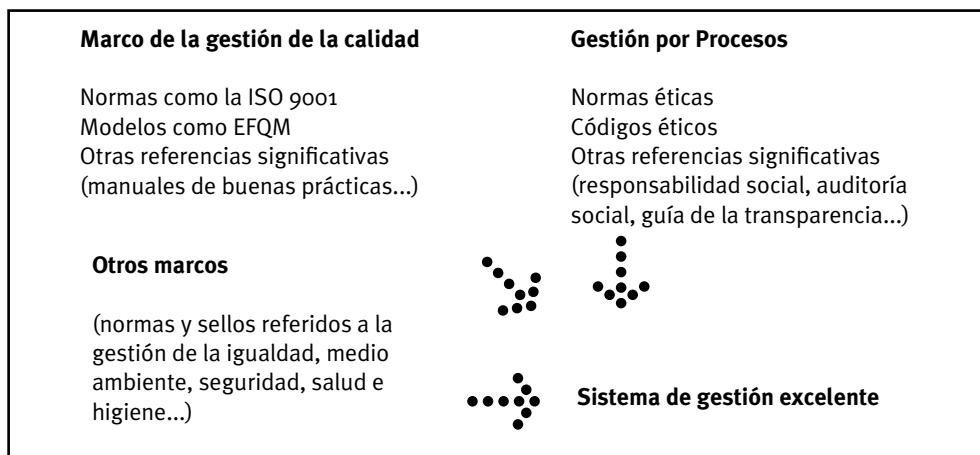 Marco de la gestión de la calidad
Normas como la ISO 9001
Modelos como EFQM
Otras referencias significativas
(manuales de buenas prácticas...)
Gestión por Procesos
Normas éticas
Códigos éticos
Otras referencias significativas
(responsabilidad social, auditoría
social, guía de la transparencia...)
Otros marcos
(normas y sellos referidos a la
gestión de la igualdad, medio
ambiente, seguridad, salud e
higiene...)
Sistema de gestión excelente